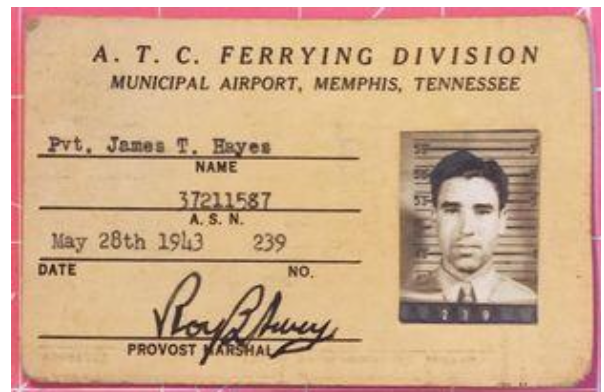 A. T. C. FERRYING DIVISION
MUNICIPAL AIRPORT, MEMPHIS, TENNESSEE
Pvt. James T. Hayes
NAME
37211587
A. S. N.
May 28th 1943 239
DATE NO.
PROVOST MARSHAL
239